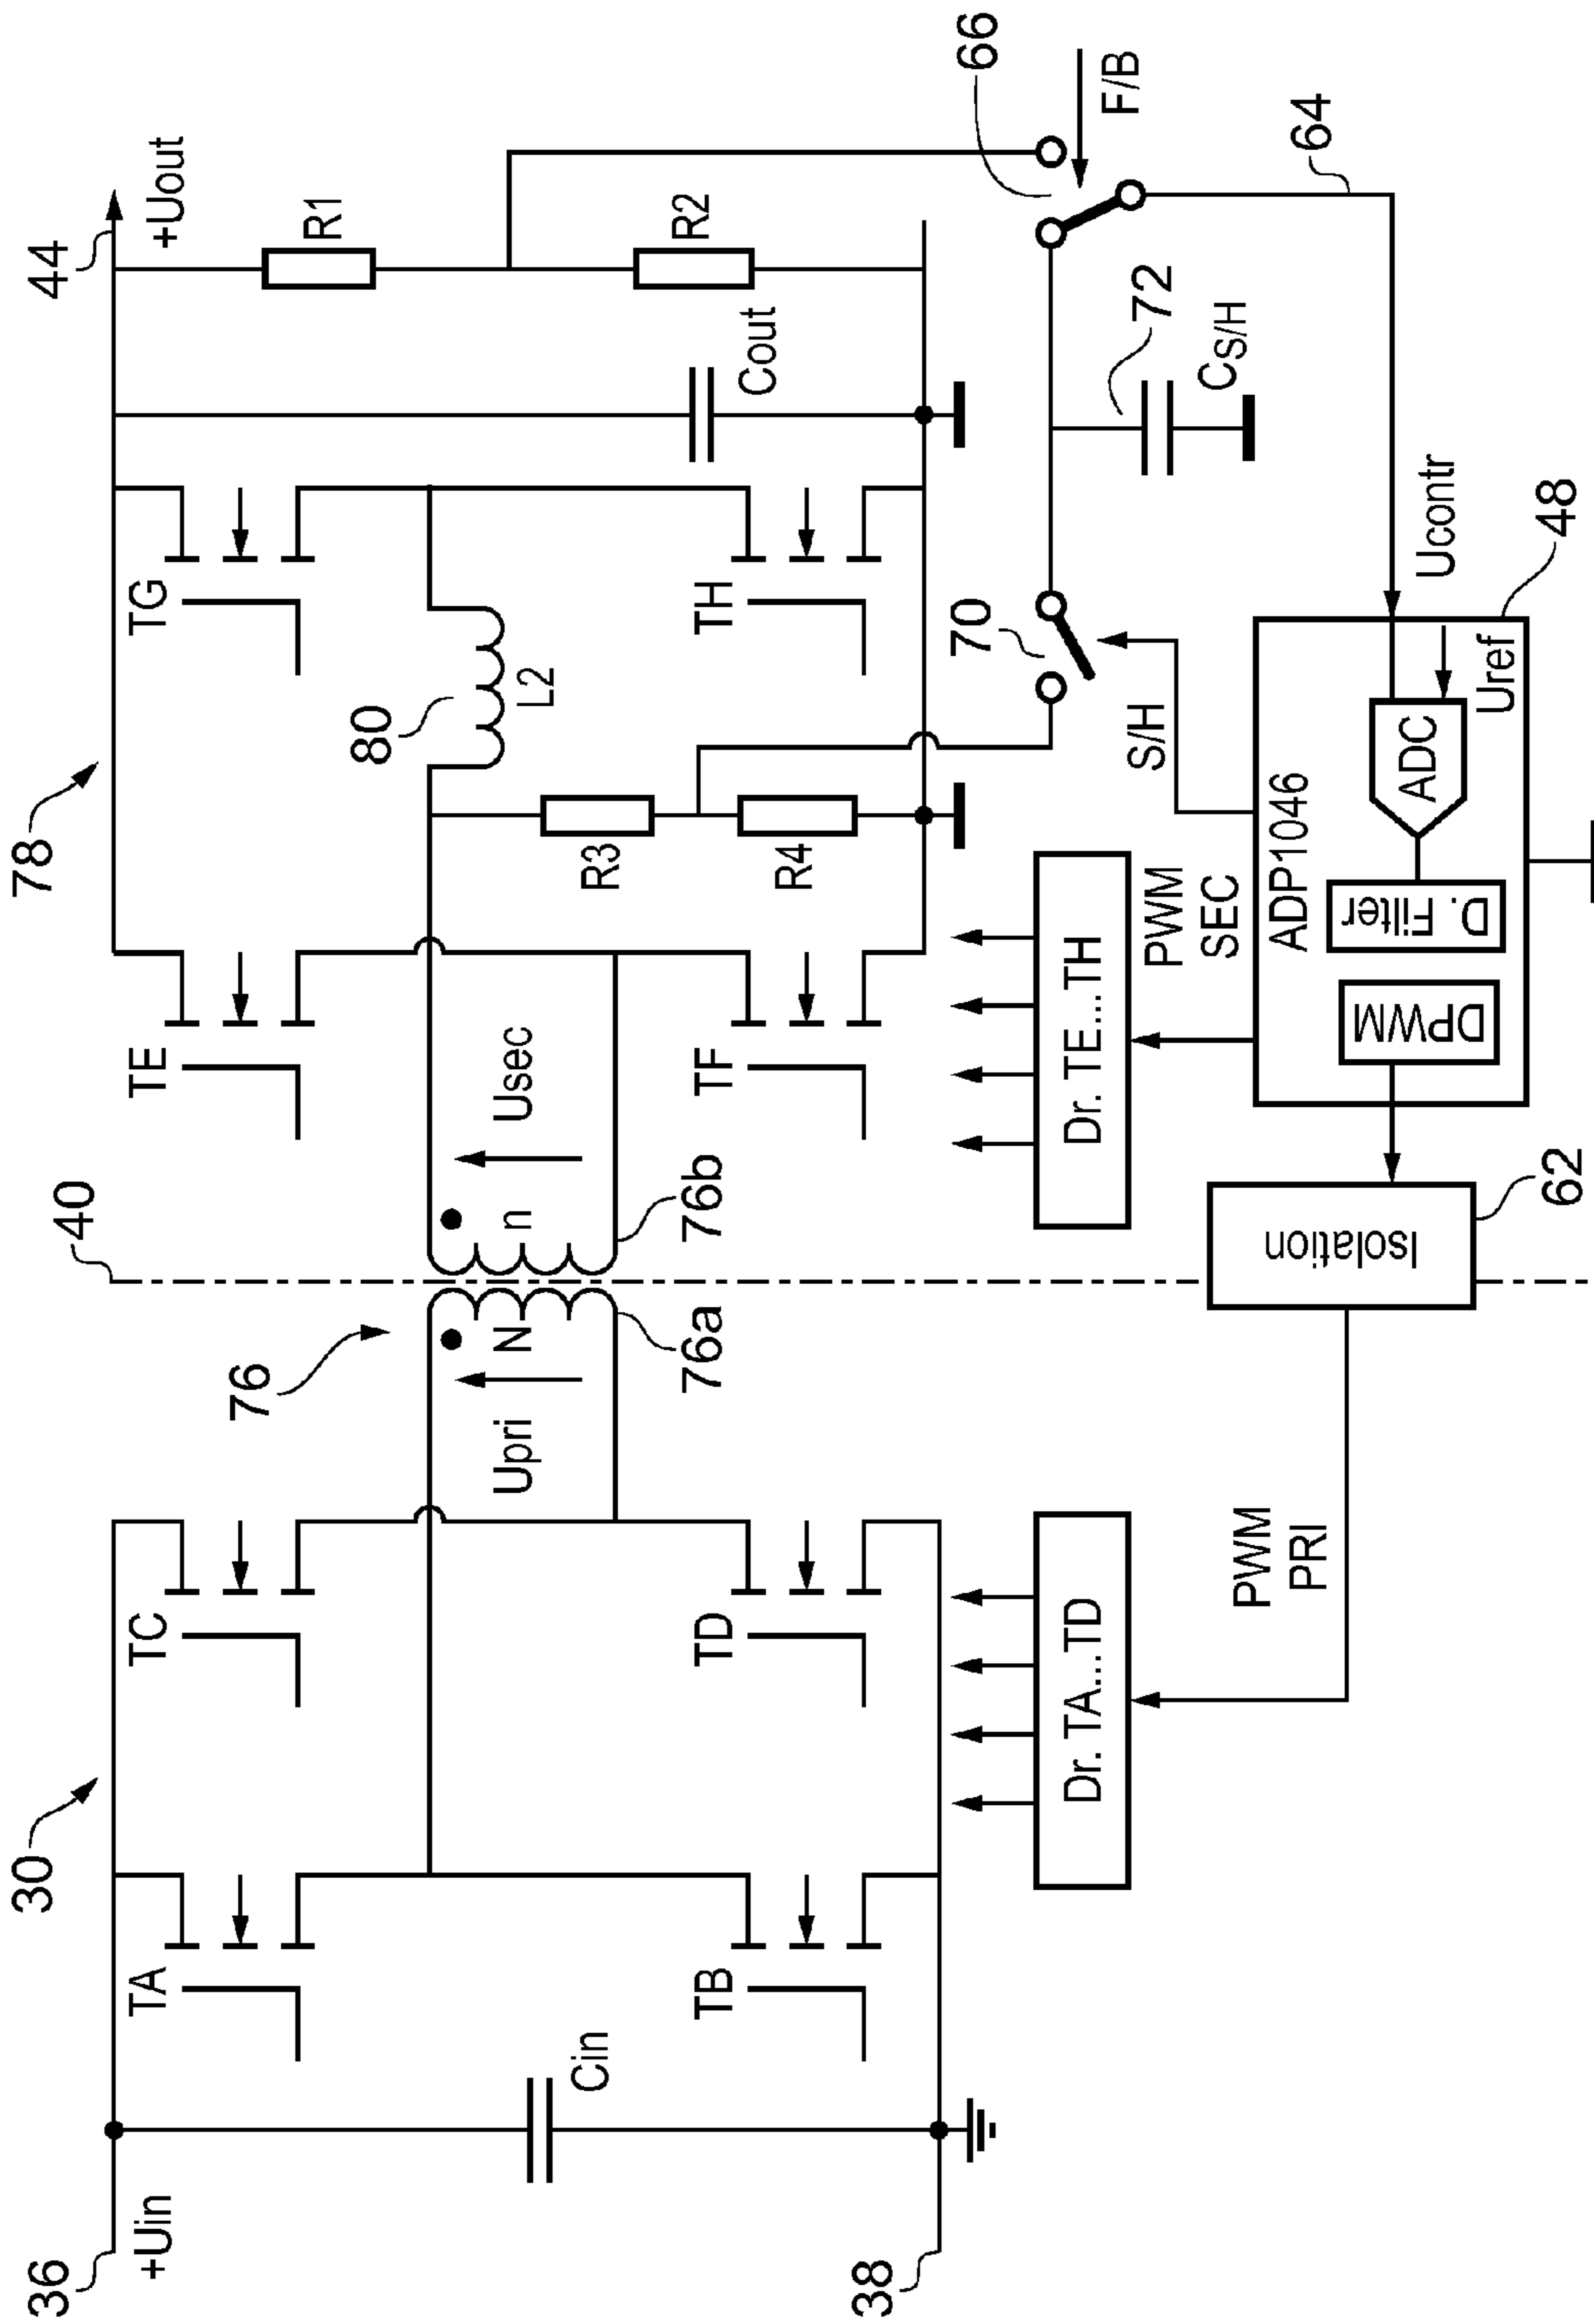 36
+Uin
38
Cin
30
TA
TB
TC
TD
Dr. TA...TD
PWM
PRI
76
Upri
N
76a
40
n
76b
Usec
Isolation
62
78
TE
TF
Dr. TE...TH
PWM
SEC
R3
R4
80
L2
TG
TH
S/H
70
ADP1046
DPWM
D. Filter
ADC
Uref
48
Ucontr
Cout
72
CS/H
44
+Uout
R1
R2
66
F/B
64